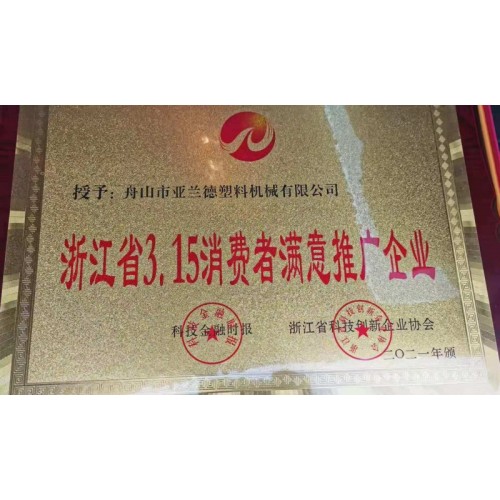 授予：舟山市亚兰德塑料机械有限公司
浙江省3.15消费者满意推广企业
科技金融时报 浙江省科技创新企业协会
二〇二一年颁